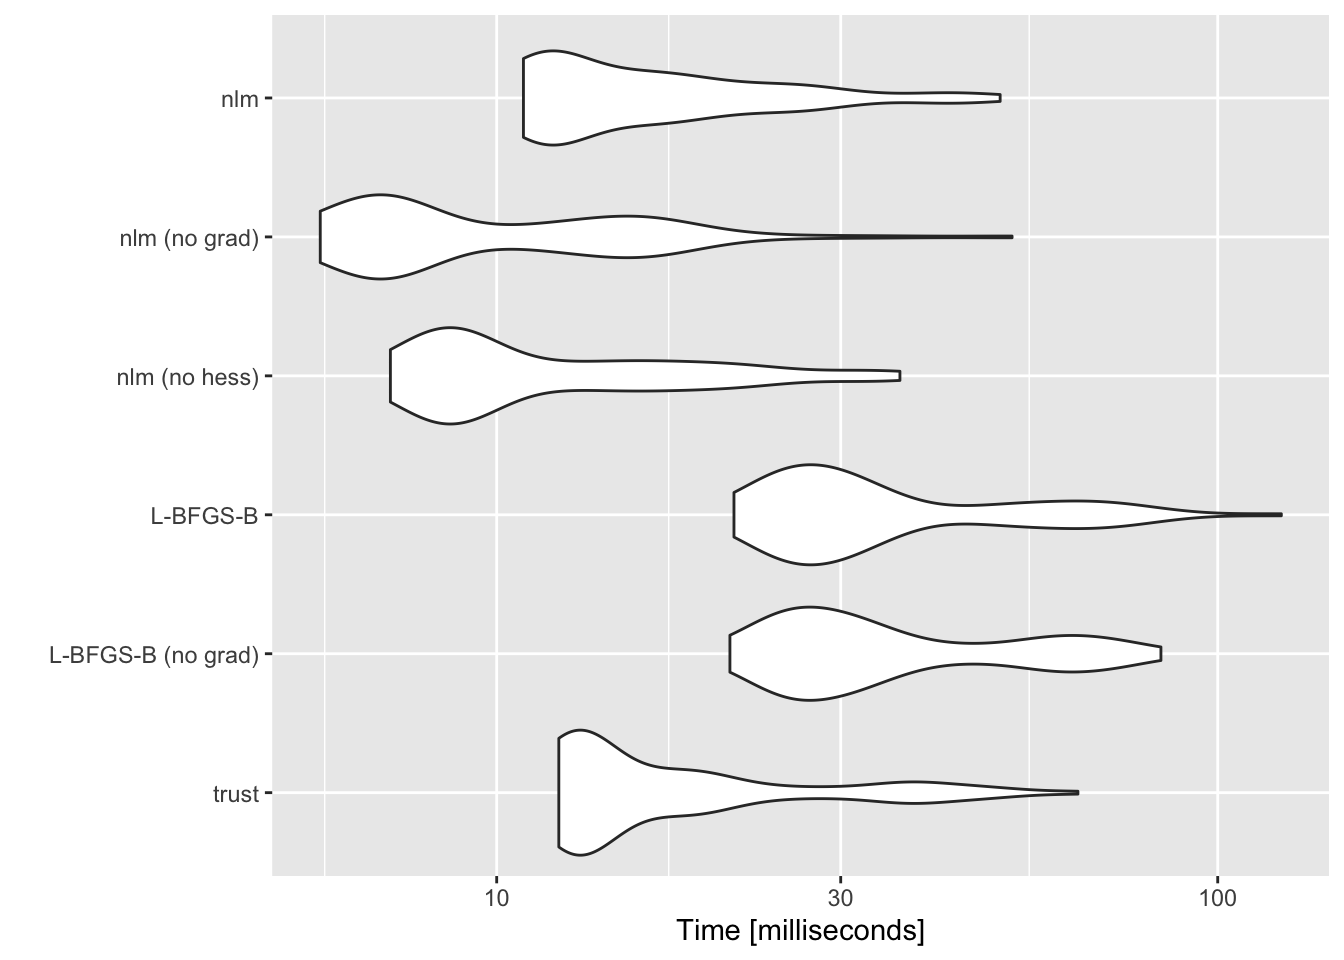 nlm
nlm (no grad)
nlm (no hess)
L-BFGS-B
L-BFGS-B (no grad)
trust
10 30 100
Time [milliseconds]